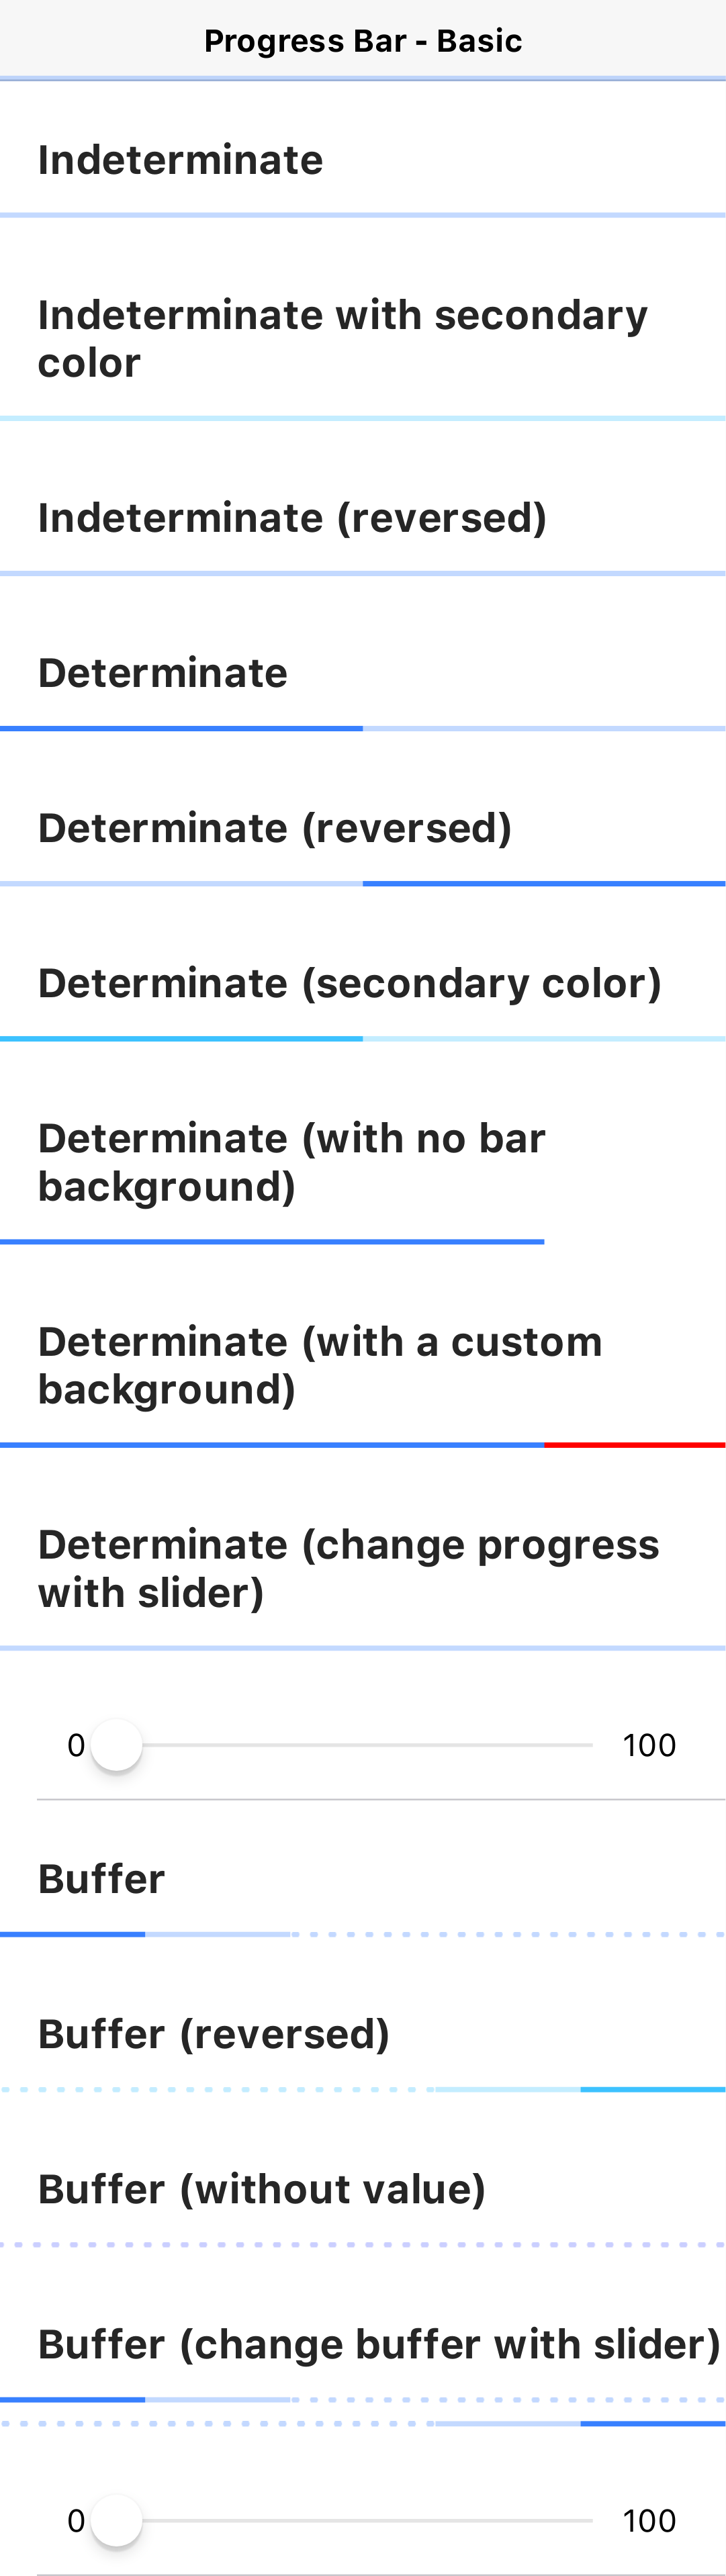 Progress Bar - Basic
Indeterminate
Indeterminate with secondary
color
Indeterminate (reversed)
Determinate
Determinate (reversed)
Determinate (secondary color)
Determinate (with no bar
background)
Determinate (with a custom
background)
Determinate (change progress
with slider)
0 100
Buffer
Buffer (reversed)
Buffer (without value)
Buffer (change buffer with slider)
0 100